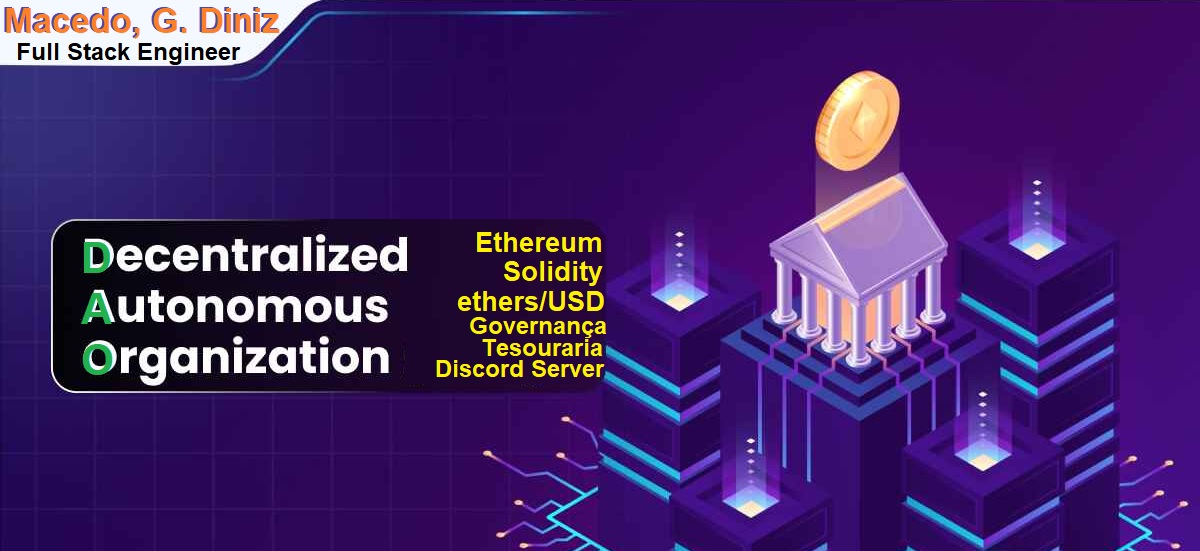 Macedo, G. Diniz
Full Stack Engineer
Decentralized
Autonomous
Organization
Ethereum
Solidity
ethers/USD
Governança
Tesouraria
Discord Server